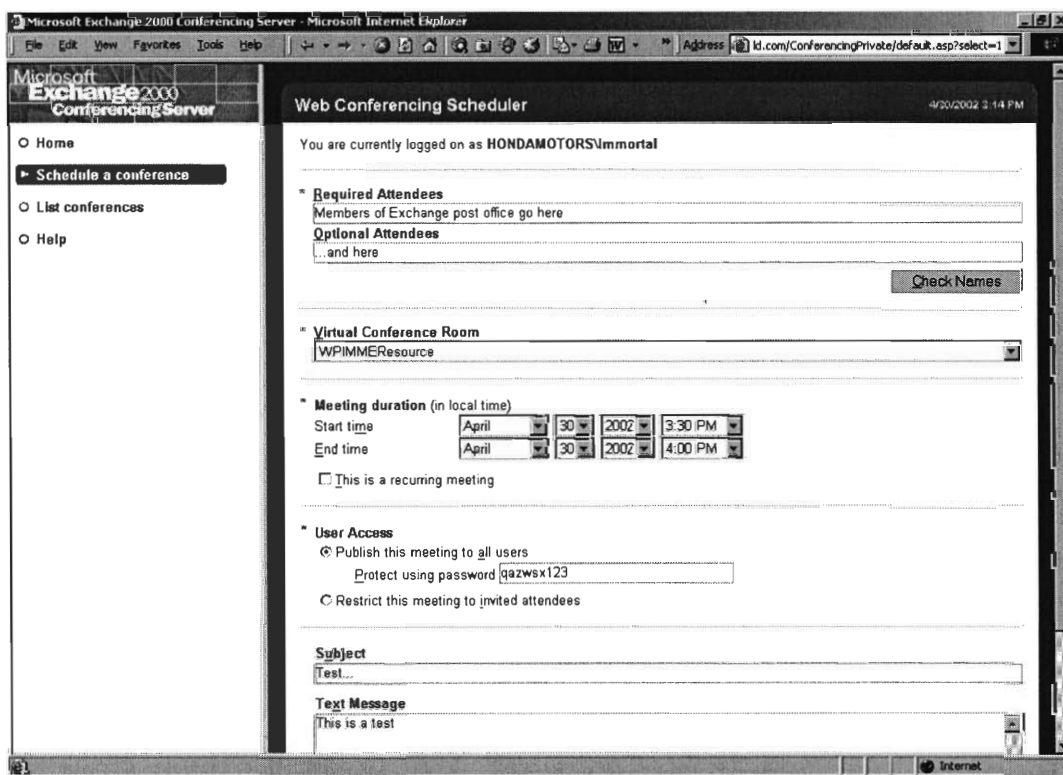 Microsoft Exchange 2000 Conferencing Server - Microsoft Internet Explorer
File Edit View Favorites Tools Help
Address ld.com/ConferencingPrivate/default.asp?select=1
Microsoft
Exchange2000
ConferencingServer
Web Conferencing Scheduler
4/30/2002 3:14 PM
Home
Schedule a conference
List conferences
Help
You are currently logged on as HONDAMOTORS\Immortal
* Required Attendees
Members of Exchange post office go here
Optional Attendees
...and here
Check Names
* Virtual Conference Room
WPIMMEResource
* Meeting duration (in local time)
Start time April 30 2002 3:30 PM
End time April 30 2002 4:00 PM
This is a recurring meeting
* User Access
Publish this meeting to all users
Protect using password qazwsx123
Restrict this meeting to invited attendees
Subject
Test...
Text Message
This is a test
Internet